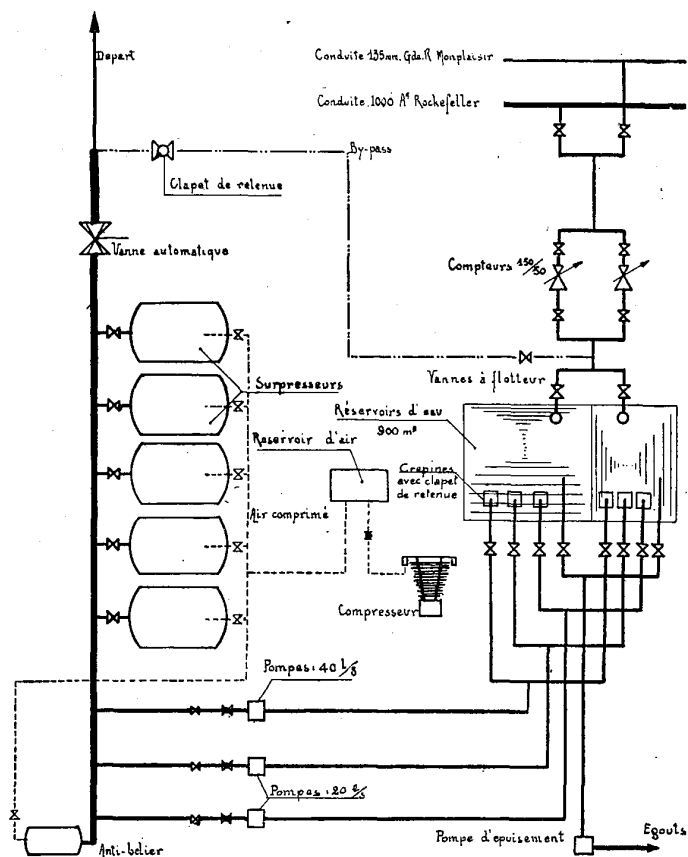 Depart
Conduite 135mm. Gde. R Monplaisir
Conduite 1000 Aᵉ Rockefeller
By-pass
Clapet de retenue
Vanne automatique
Compteurs 150/50
Vannes à flotteur
Surpresseurs
Réservoirs d'eau
900 m³
Reservoir d'air
Crepines
avec clapet
de retenue
Air comprimé
Compresseur
Pompes: 40 l/s
Pompes: 20 l/s
Pompe d'epuisement
Egouts
Anti-belier